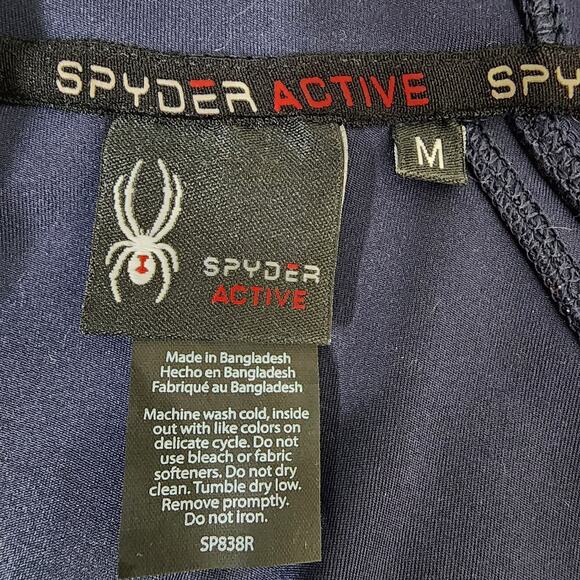 SPYDER ACTIVE SPY
M
SPYDER
ACTIVE
Made in Bangladesh
Hecho en Bangladesh
Fabriqué au Bangladesh
Machine wash cold, inside
out with like colors on
delicate cycle. Do not
use bleach or fabric
softeners. Do not dry
clean. Tumble dry low.
Remove promptly.
Do not iron.
SP838R